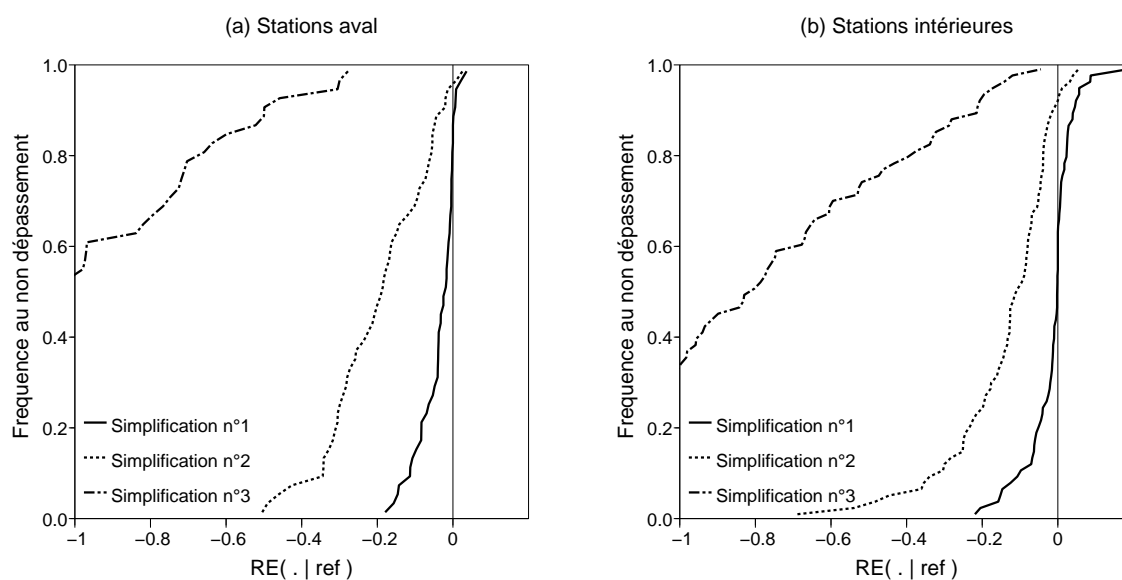 (a) Stations aval
Frequence au non dépassement
1.0
0.8
0.6
0.4
0.2
0.0
Simplification n°1
Simplification n°2
Simplification n°3
−1
−0.8
−0.6
−0.4
−0.2
0
RE( . | ref )
(b) Stations intérieures
Frequence au non dépassement
1.0
0.8
0.6
0.4
0.2
0.0
Simplification n°1
Simplification n°2
Simplification n°3
−1
−0.8
−0.6
−0.4
−0.2
0
RE( . | ref )